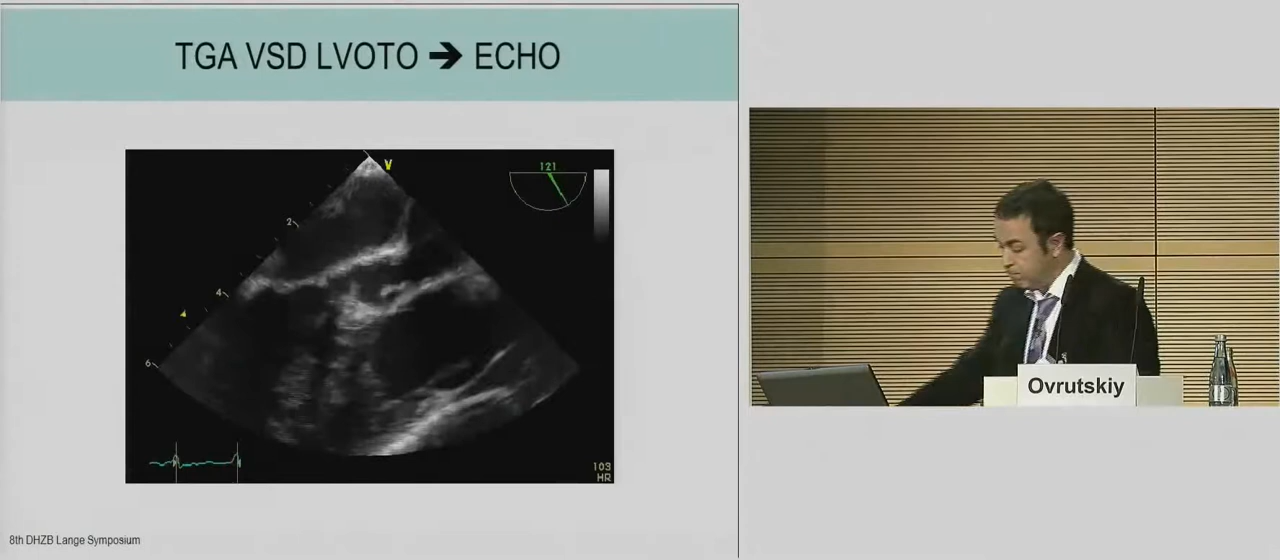 TGA VSD LVOTO ➔ ECHO
V
121
2
4
6
103
HR
8th DHZB Lange Symposium
Ovrutskiy